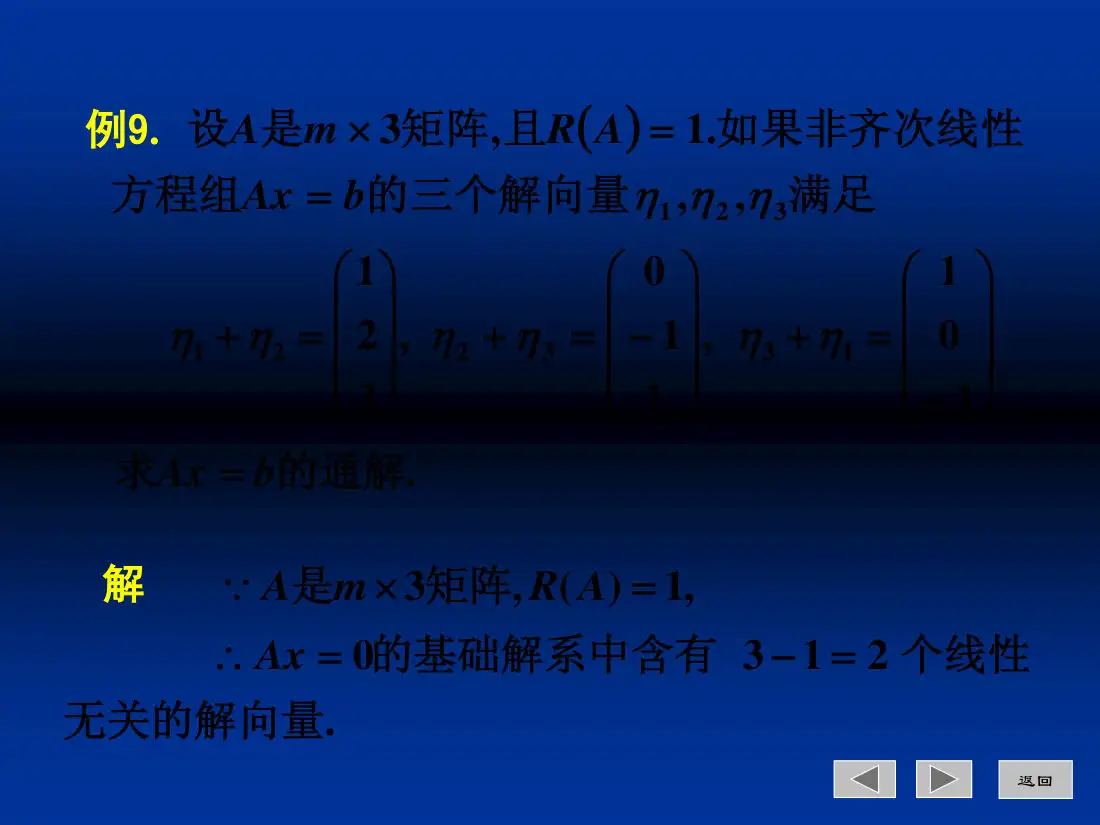 例9. 设A是m × 3矩阵,且R(A) = 1.如果非齐次线性
方程组Ax = b的三个解向量η₁,η₂,η₃满足
η₁ + η₂ = (1 2 3), η₂ + η₃ = (0 −1 1), η₃ + η₁ = (1 0 −1)
求Ax = b的通解.
解 ∵ A是m × 3矩阵, R(A) = 1,
∴ Ax = 0的基础解系中含有 3 − 1 = 2 个线性
无关的解向量.
返回